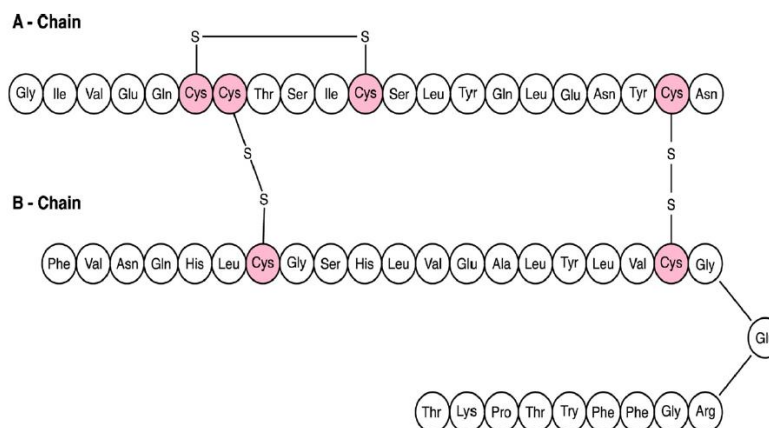 A - Chain
S S
Gly Ile Val Glu Gln Cys Cys Thr Ser Ile Cys Ser Leu Tyr Gln Leu Glu Asn Tyr Cys Asn
S S
S S
B - Chain
Phe Val Asn Gln His Leu Cys Gly Ser His Leu Val Glu Ala Leu Tyr Leu Val Cys Gly
Gl
Thr Lys Pro Thr Try Phe Phe Gly Arg